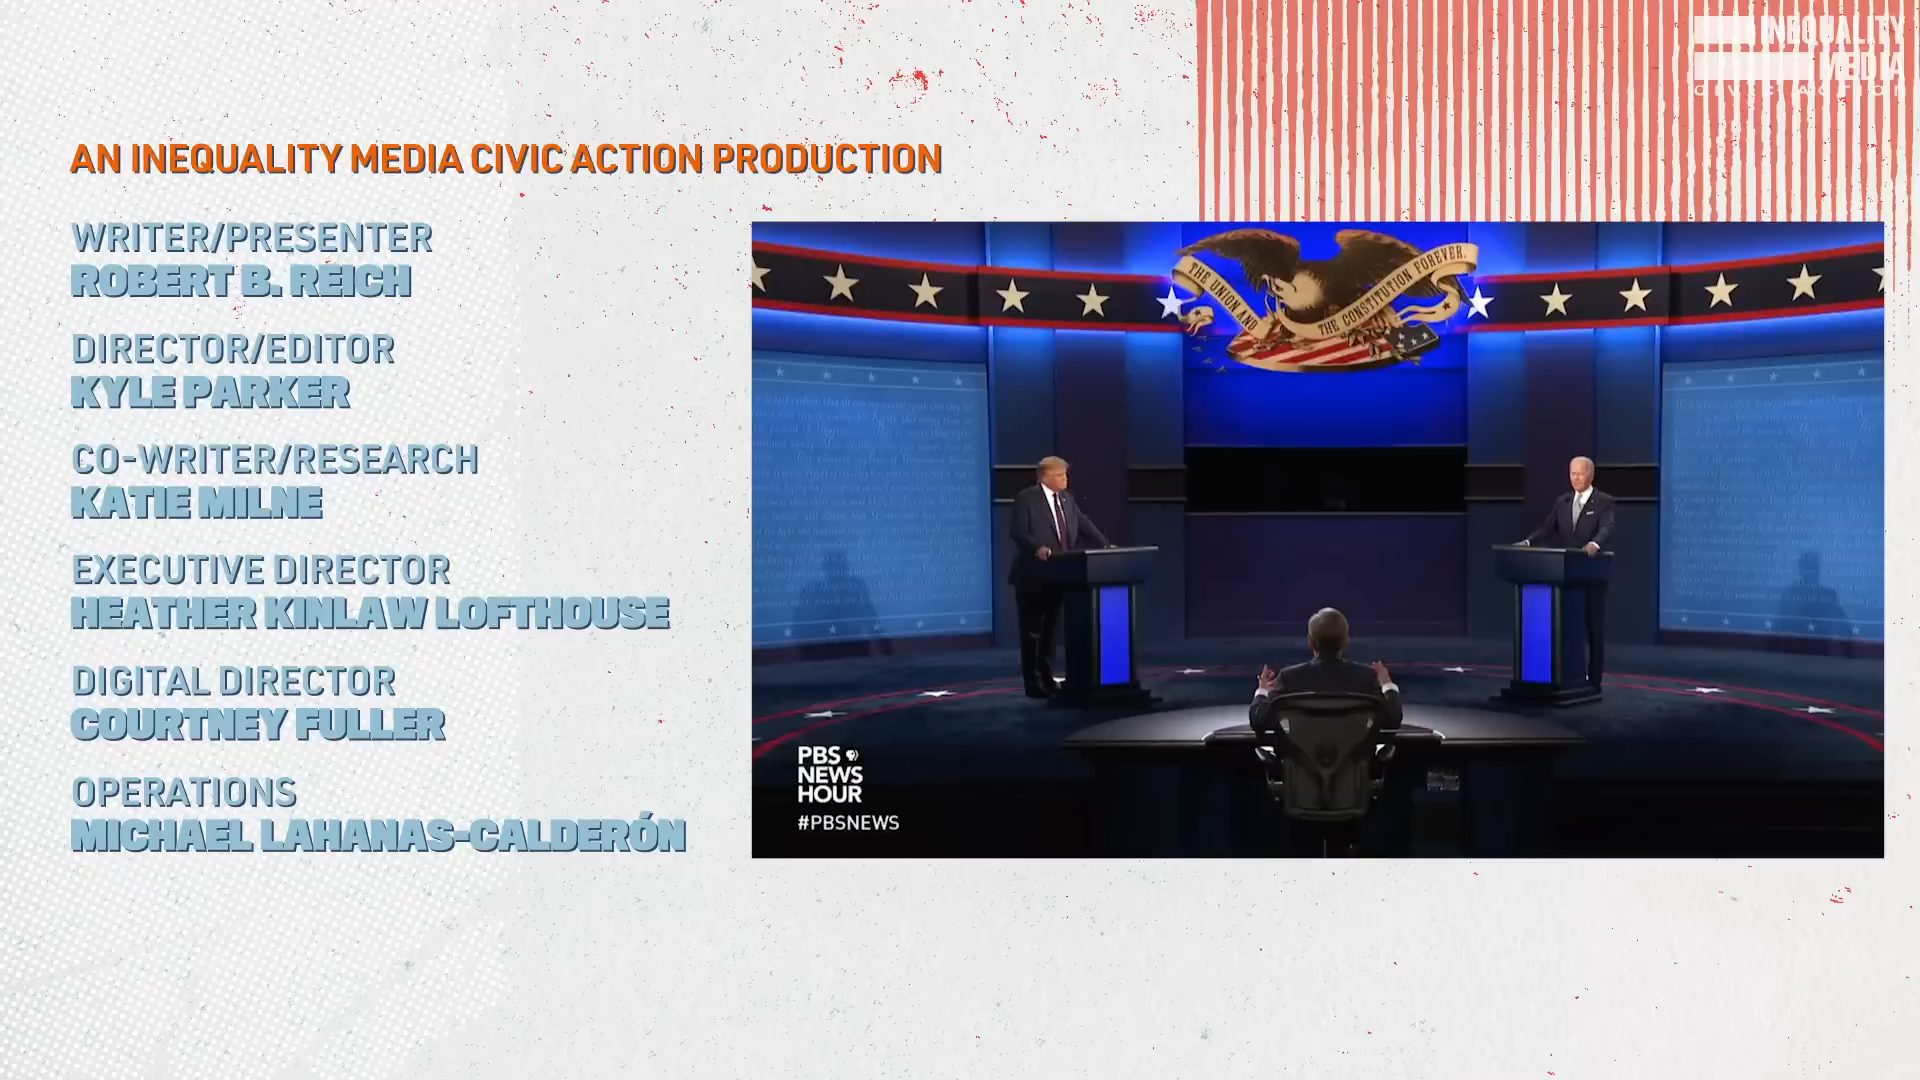 INEQUALITY
MEDIA
CIVIC ACTION
AN INEQUALITY MEDIA CIVIC ACTION PRODUCTION
WRITER/PRESENTER
ROBERT B. REICH
DIRECTOR/EDITOR
KYLE PARKER
CO-WRITER/RESEARCH
KATIE MILNE
EXECUTIVE DIRECTOR
HEATHER KINLAW LOFTHOUSE
DIGITAL DIRECTOR
COURTNEY FULLER
OPERATIONS
MICHAEL LAHANAS-CALDERÓN
THE UNION AND
THE CONSTITUTION FOREVER.
PBS
NEWS
HOUR
#PBSNEWS